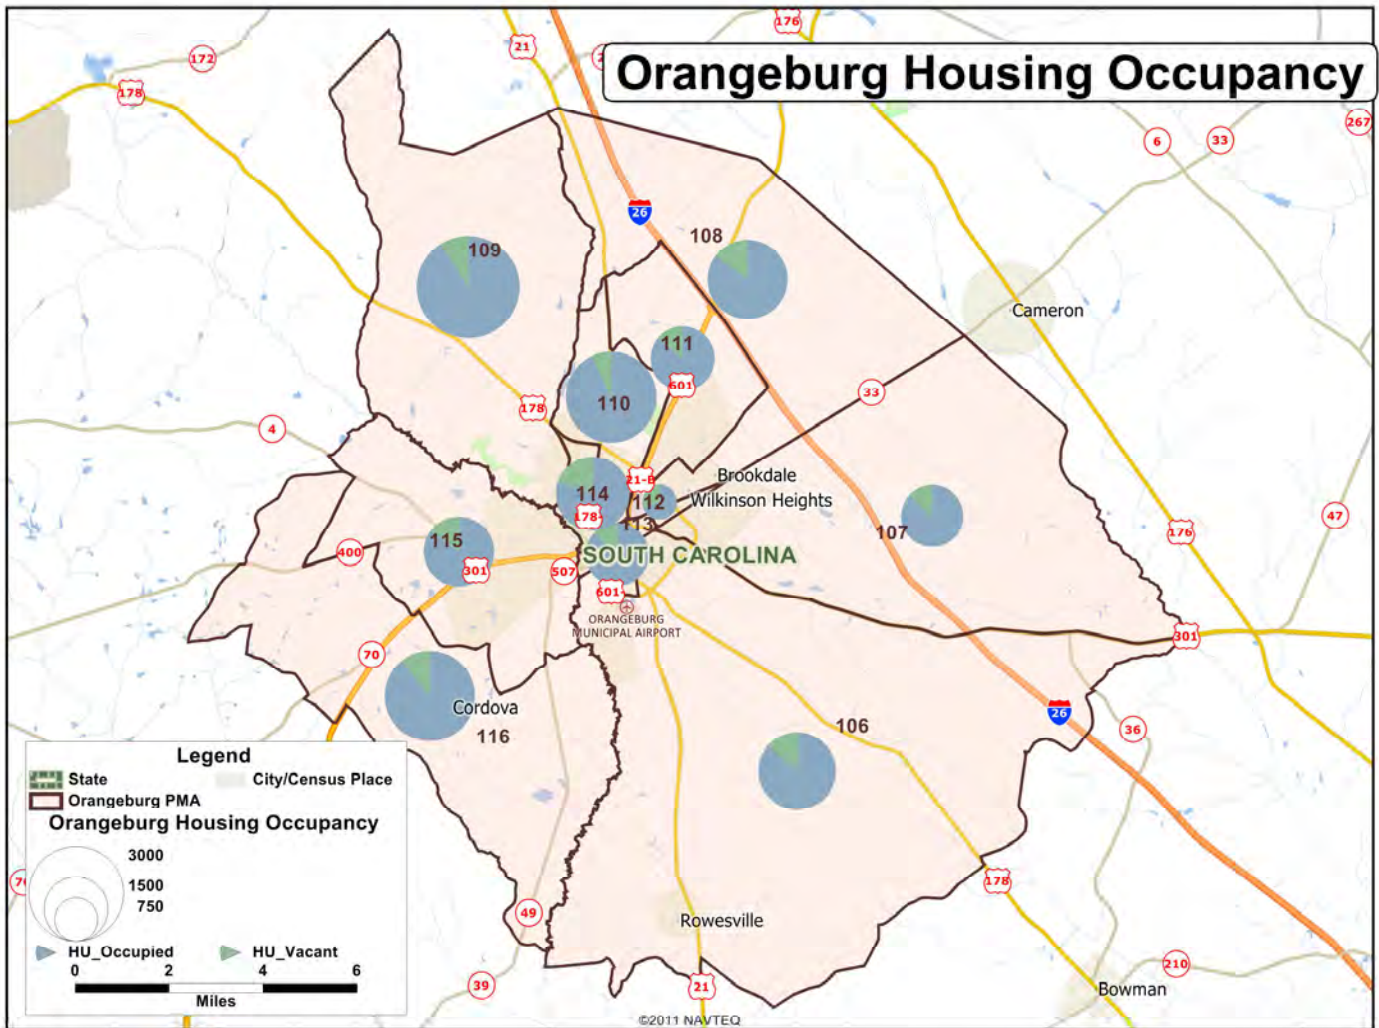 Orangeburg Housing Occupancy
176
21
172
178
267
6
33
26
109
108
Cameron
111
601
110
33
178
4
Brookdale
21-B
114
112
Wilkinson Heights
178
113
47
107
176
115
400
301
507
SOUTH CAROLINA
601
ORANGEBURG
MUNICIPAL AIRPORT
301
70
Cordova
116
106
26
36
Legend
State
City/Census Place
Orangeburg PMA
Orangeburg Housing Occupancy
3000
1500
750
HU_Occupied
HU_Vacant
0 2 4 6
Miles
178
49
Rowesville
39
21
210
Bowman
©2011 NAVTEQ